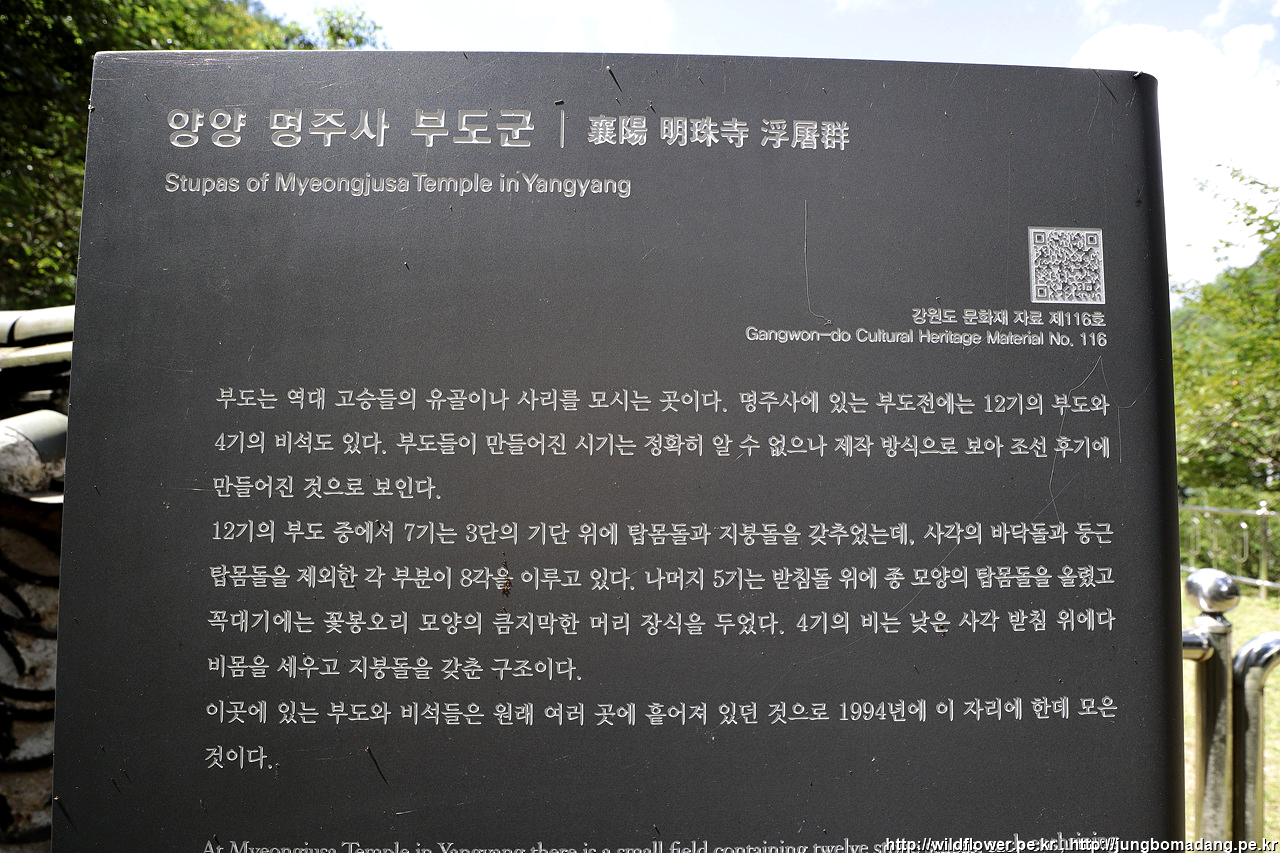 양양 명주사 부도군 | 襄陽 明珠寺 浮屠群
Stupas of Myeongjusa Temple in Yangyang
강원도 문화재 자료 제116호
Gangwon-do Cultural Heritage Material No. 116
부도는 역대 고승들의 유골이나 사리를 모시는 곳이다. 명주사에 있는 부도전에는 12기의 부도와
4기의 비석도 있다. 부도들이 만들어진 시기는 정확히 알 수 없으나 제작 방식으로 보아 조선 후기에
만들어진 것으로 보인다.
12기의 부도 중에서 7기는 3단의 기단 위에 탑몸돌과 지붕돌을 갖추었는데, 사각의 바닥돌과 둥근
탑몸돌을 제외한 각 부분이 8각을 이루고 있다. 나머지 5기는 받침돌 위에 종 모양의 탑몸돌을 올렸고
꼭대기에는 꽃봉오리 모양의 큼지막한 머리 장식을 두었다. 4기의 비는 낮은 사각 받침 위에다
비몸을 세우고 지붕돌을 갖춘 구조이다.
이곳에 있는 부도와 비석들은 원래 여러 곳에 흩어져 있던 것으로 1994년에 이 자리에 한데 모은
것이다.
At Myeongjusa Temple in Yangyang there is a small field containing twelve
http://wildflower.pe.kr http://jungbomadang.pe.kr